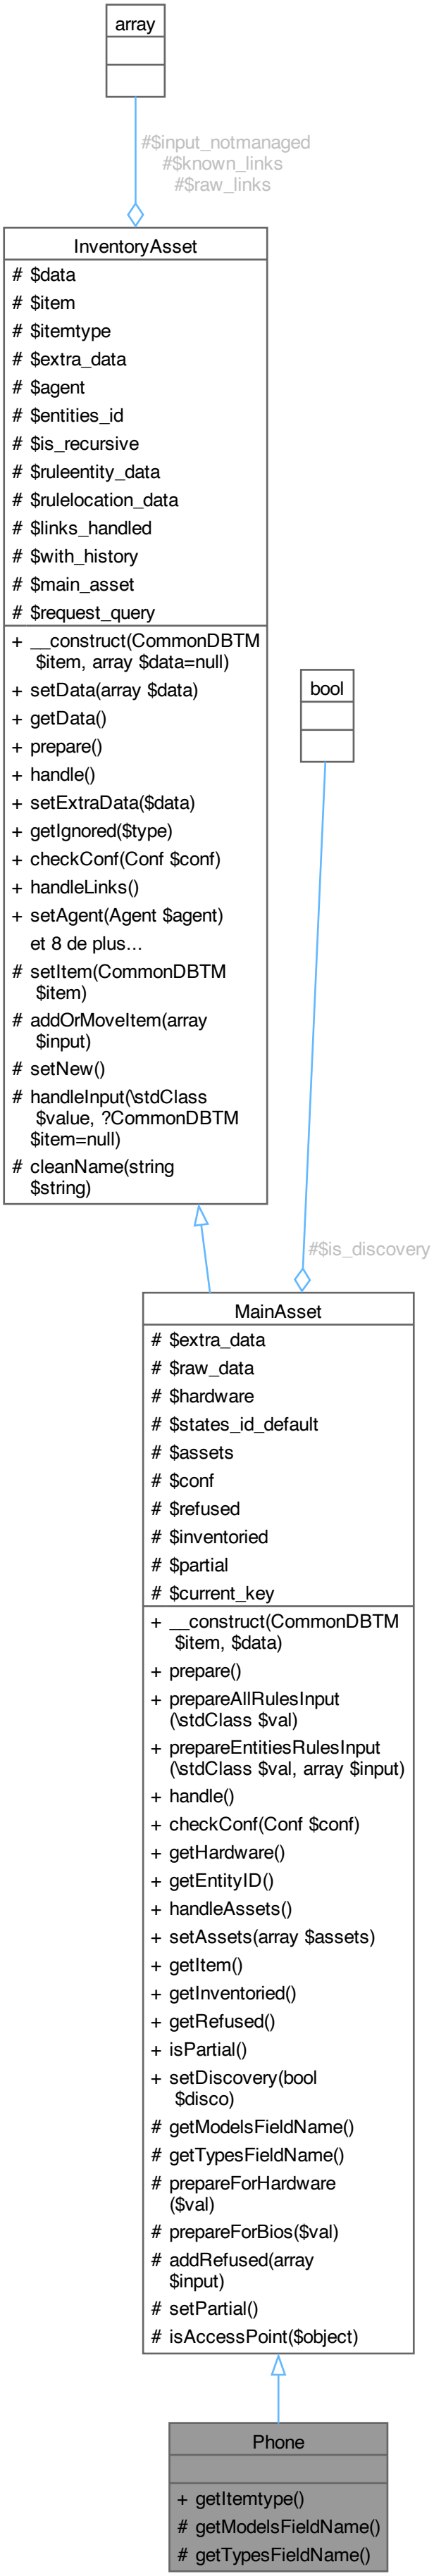 array
#$input_notmanaged
#$known_links
#$raw_links
InventoryAsset
# $data
# $item
# $itemtype
# $extra_data
# $agent
# $entities_id
# $is_recursive
# $ruleentity_data
# $rulelocation_data
# $links_handled
# $with_history
# $main_asset
# $request_query
+ __construct(CommonDBTM
$item, array $data=null)
+ setData(array $data)
+ getData()
+ prepare()
+ handle()
+ setExtraData($data)
+ getIgnored($type)
+ checkConf(Conf $conf)
+ handleLinks()
+ setAgent(Agent $agent)
et 8 de plus...
# setItem(CommonDBTM
$item)
# addOrMoveItem(array
$input)
# setNew()
# handleInput(\stdClass
$value, ?CommonDBTM
$item=null)
# cleanName(string
$string)
bool
#$is_discovery
MainAsset
# $extra_data
# $raw_data
# $hardware
# $states_id_default
# $assets
# $conf
# $refused
# $inventoried
# $partial
# $current_key
+ __construct(CommonDBTM
$item, $data)
+ prepare()
+ prepareAllRulesInput
(\stdClass $val)
+ prepareEntitiesRulesInput
(\stdClass $val, array $input)
+ handle()
+ checkConf(Conf $conf)
+ getHardware()
+ getEntityID()
+ handleAssets()
+ setAssets(array $assets)
+ getItem()
+ getInventoried()
+ getRefused()
+ isPartial()
+ setDiscovery(bool
$disco)
# getModelsFieldName()
# getTypesFieldName()
# prepareForHardware
($val)
# prepareForBios($val)
# addRefused(array
$input)
# setPartial()
# isAccessPoint($object)
Phone
+ getItemtype()
# getModelsFieldName()
# getTypesFieldName()